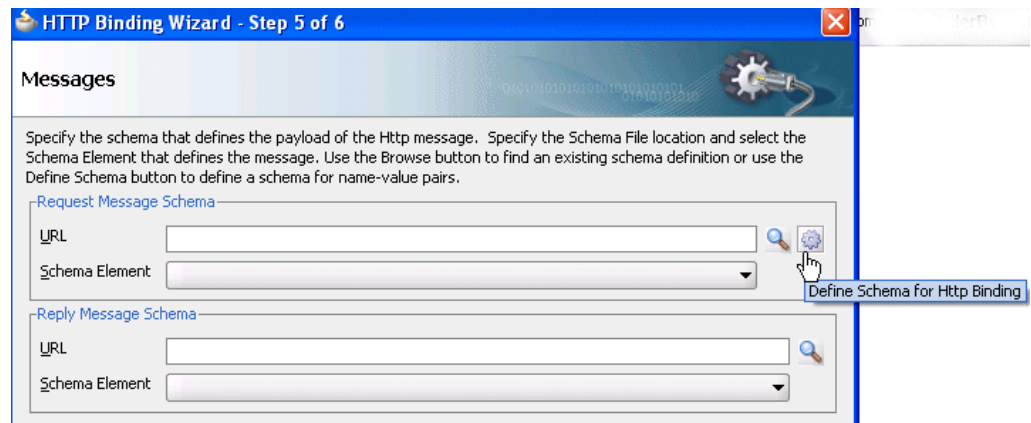 HTTP Binding Wizard - Step 5 of 6
Messages
Specify the schema that defines the payload of the Http message. Specify the Schema File location and select the
Schema Element that defines the message. Use the Browse button to find an existing schema definition or use the
Define Schema button to define a schema for name-value pairs.
Request Message Schema
URL
Schema Element
Define Schema for Http Binding
Reply Message Schema
URL
Schema Element